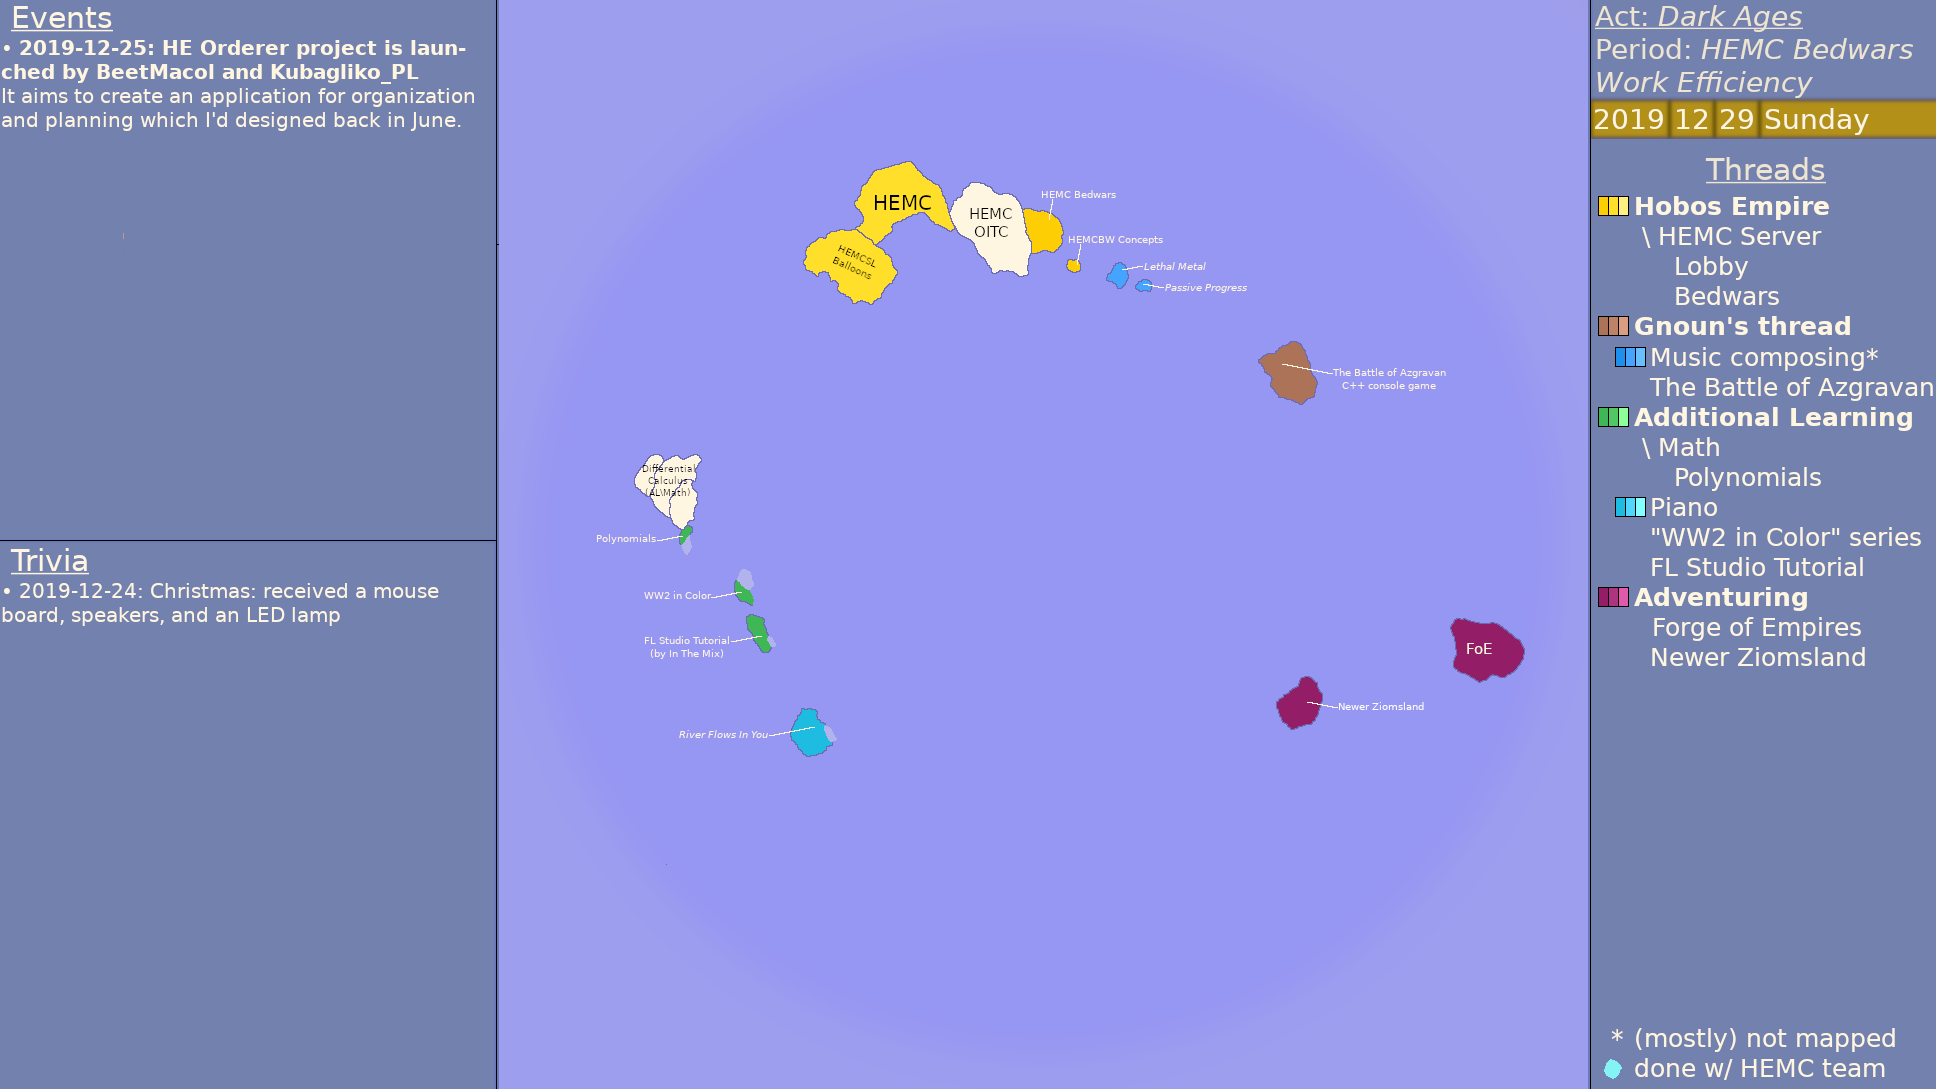 Events
• 2019-12-25: HE Orderer project is laun-
ched by BeetMacol and Kubagliko_PL
It aims to create an application for organization
and planning which I'd designed back in June.
Trivia
• 2019-12-24: Christmas: received a mouse
board, speakers, and an LED lamp
HEMC
HEMCSL
Balloons
HEMC
OITC
HEMC Bedwars
HEMCBW Concepts
Lethal Metal
Passive Progress
The Battle of Azgravan
C++ console game
Differential
Calculus
(AL\Math)
Polynomials
WW2 in Color
FL Studio Tutorial
(by In The Mix)
River Flows In You
FoE
Newer Ziomsland
Act: Dark Ages
Period: HEMC Bedwars
Work Efficiency
2019 12 29 Sunday
Threads
Hobos Empire
\ HEMC Server
Lobby
Bedwars
Gnoun's thread
Music composing*
The Battle of Azgravan
Additional Learning
\ Math
Polynomials
Piano
"WW2 in Color" series
FL Studio Tutorial
Adventuring
Forge of Empires
Newer Ziomsland
* (mostly) not mapped
done w/ HEMC team